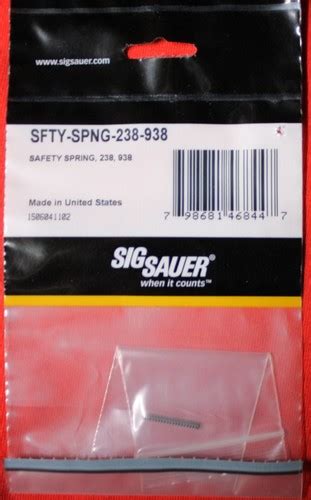 www.sigsauer.com
SFTY-SPNG-238-938
SAFETY SPRING, 238, 938
Made in United States
1506041102
7 98681 46844 7
SIG SAUER®
when it counts™